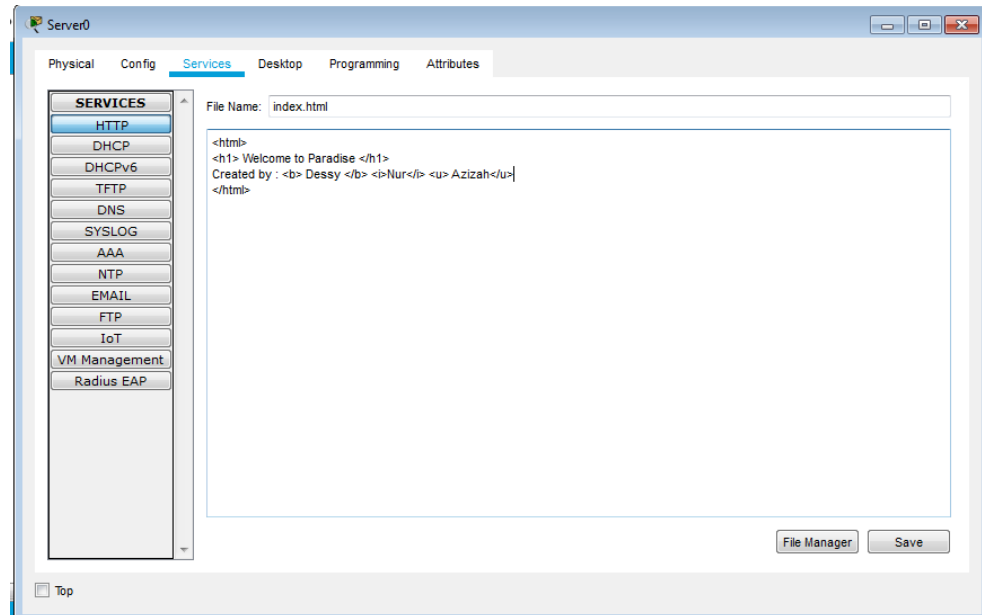 Server0
Physical Config Services Desktop Programming Attributes
SERVICES
HTTP
DHCP
DHCPv6
TFTP
DNS
SYSLOG
AAA
NTP
EMAIL
FTP
IoT
VM Management
Radius EAP
File Name: index.html
<html>
<h1> Welcome to Paradise </h1>
Created by : <b> Dessy </b> <i>Nur</i> <u> Azizah</u>
</html>
File Manager Save
Top